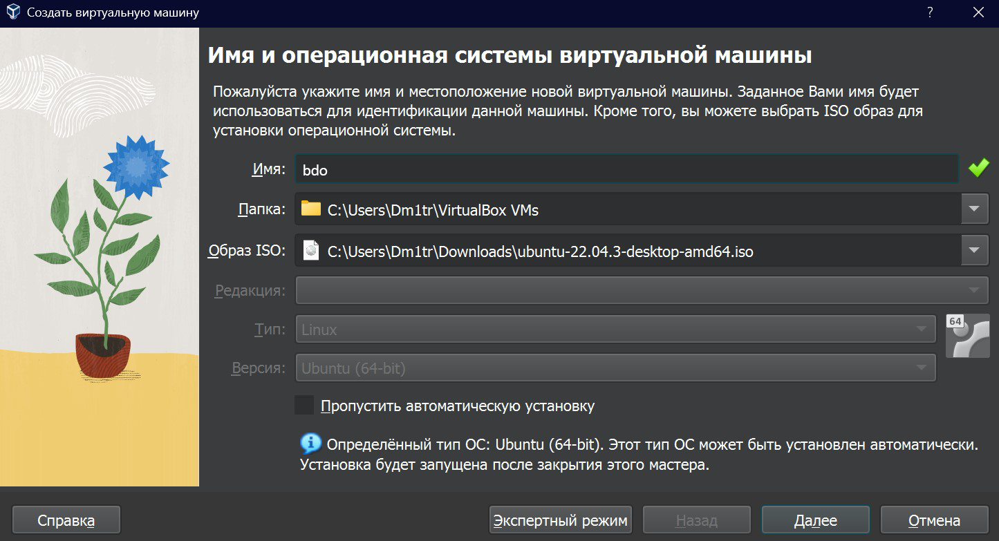 Создать виртуальную машину
?
Имя и операционная системы виртуальной машины
Пожалуйста укажите имя и местоположение новой виртуальной машины. Заданное Вами имя будет
использоваться для идентификации данной машины. Кроме того, вы можете выбрать ISO образ для
установки операционной системы.
Имя: bdo
Папка: C:\Users\Dm1tr\VirtualBox VMs
Образ ISO: C:\Users\Dm1tr\Downloads\ubuntu-22.04.3-desktop-amd64.iso
Редакция:
Тип: Linux
64
Версия: Ubuntu (64-bit)
Пропустить автоматическую установку
Определённый тип ОС: Ubuntu (64-bit). Этот тип ОС может быть установлен автоматически.
Установка будет запущена после закрытия этого мастера.
Справка Экспертный режим Назад Далее Отмена